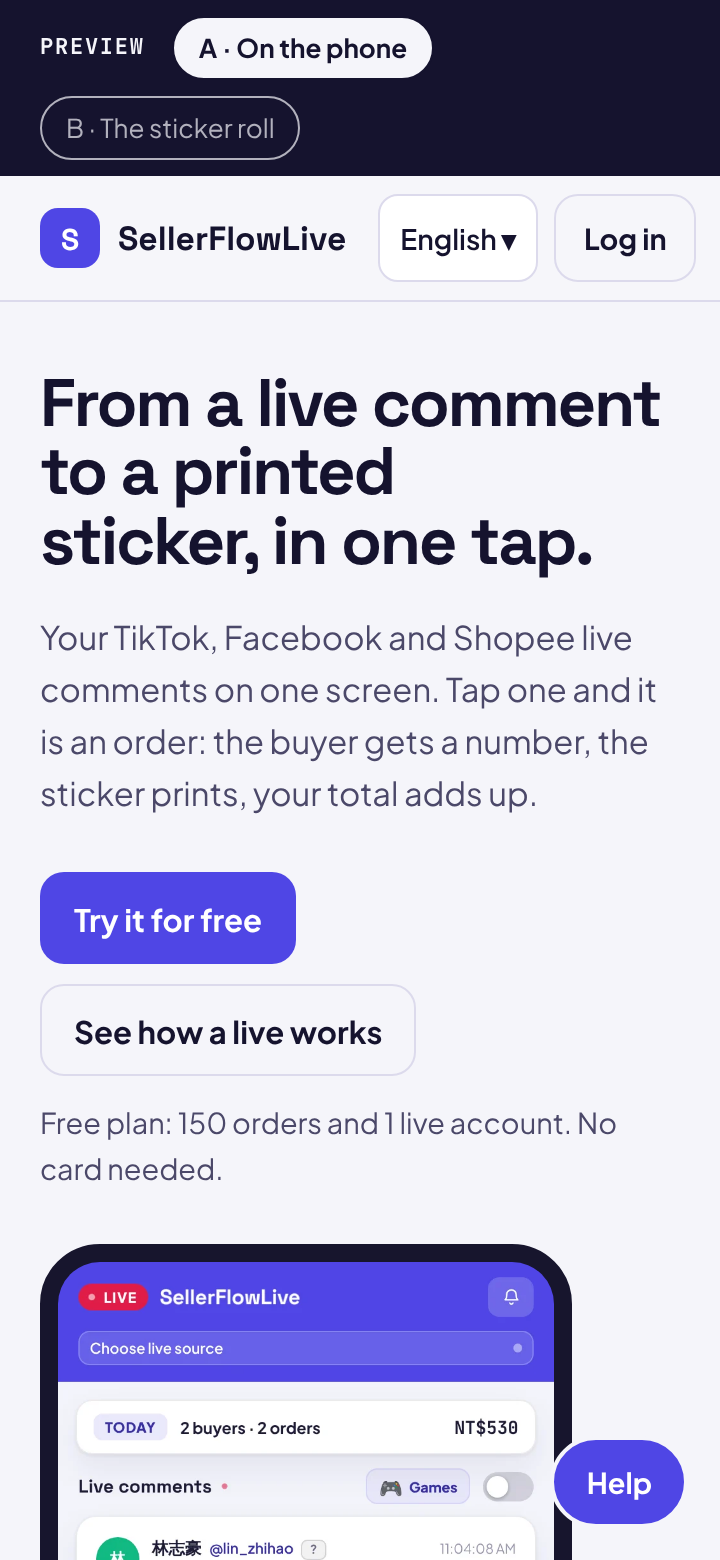 PREVIEW A · On the phone
B · The sticker roll
S SellerFlowLive English ▾ Log in
From a live comment
to a printed
sticker, in one tap.
Your TikTok, Facebook and Shopee live
comments on one screen. Tap one and it
is an order: the buyer gets a number, the
sticker prints, your total adds up.
Try it for free
See how a live works
Free plan: 150 orders and 1 live account. No
card needed.
LIVE SellerFlowLive
Choose live source
TODAY 2 buyers · 2 orders NT$530
Live comments Games
Help
林 林志豪 @lin_zhihao ? 11:04:08 AM